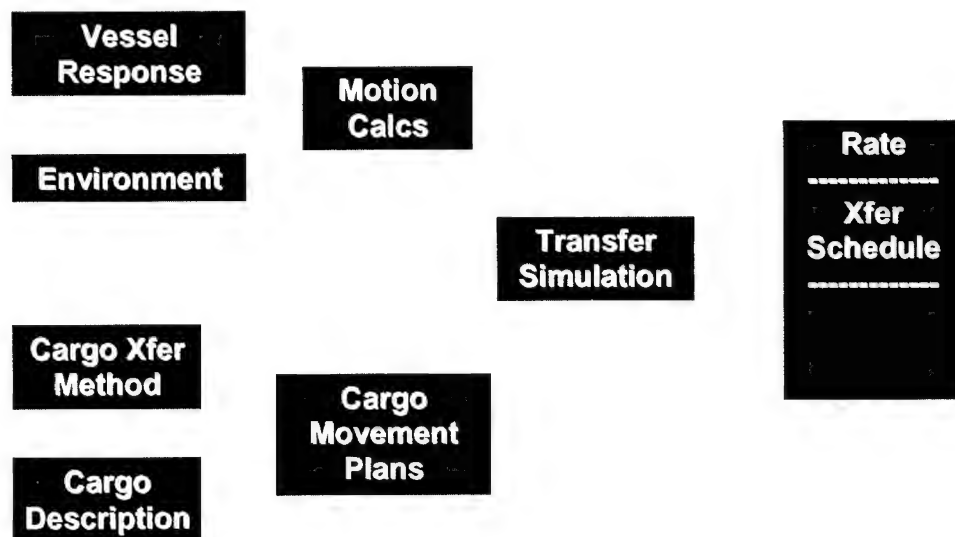 Vessel
Response
Environment
Motion
Calcs
Cargo Xfer
Method
Cargo
Description
Cargo
Movement
Plans
Transfer
Simulation
Rate
Xfer
Schedule